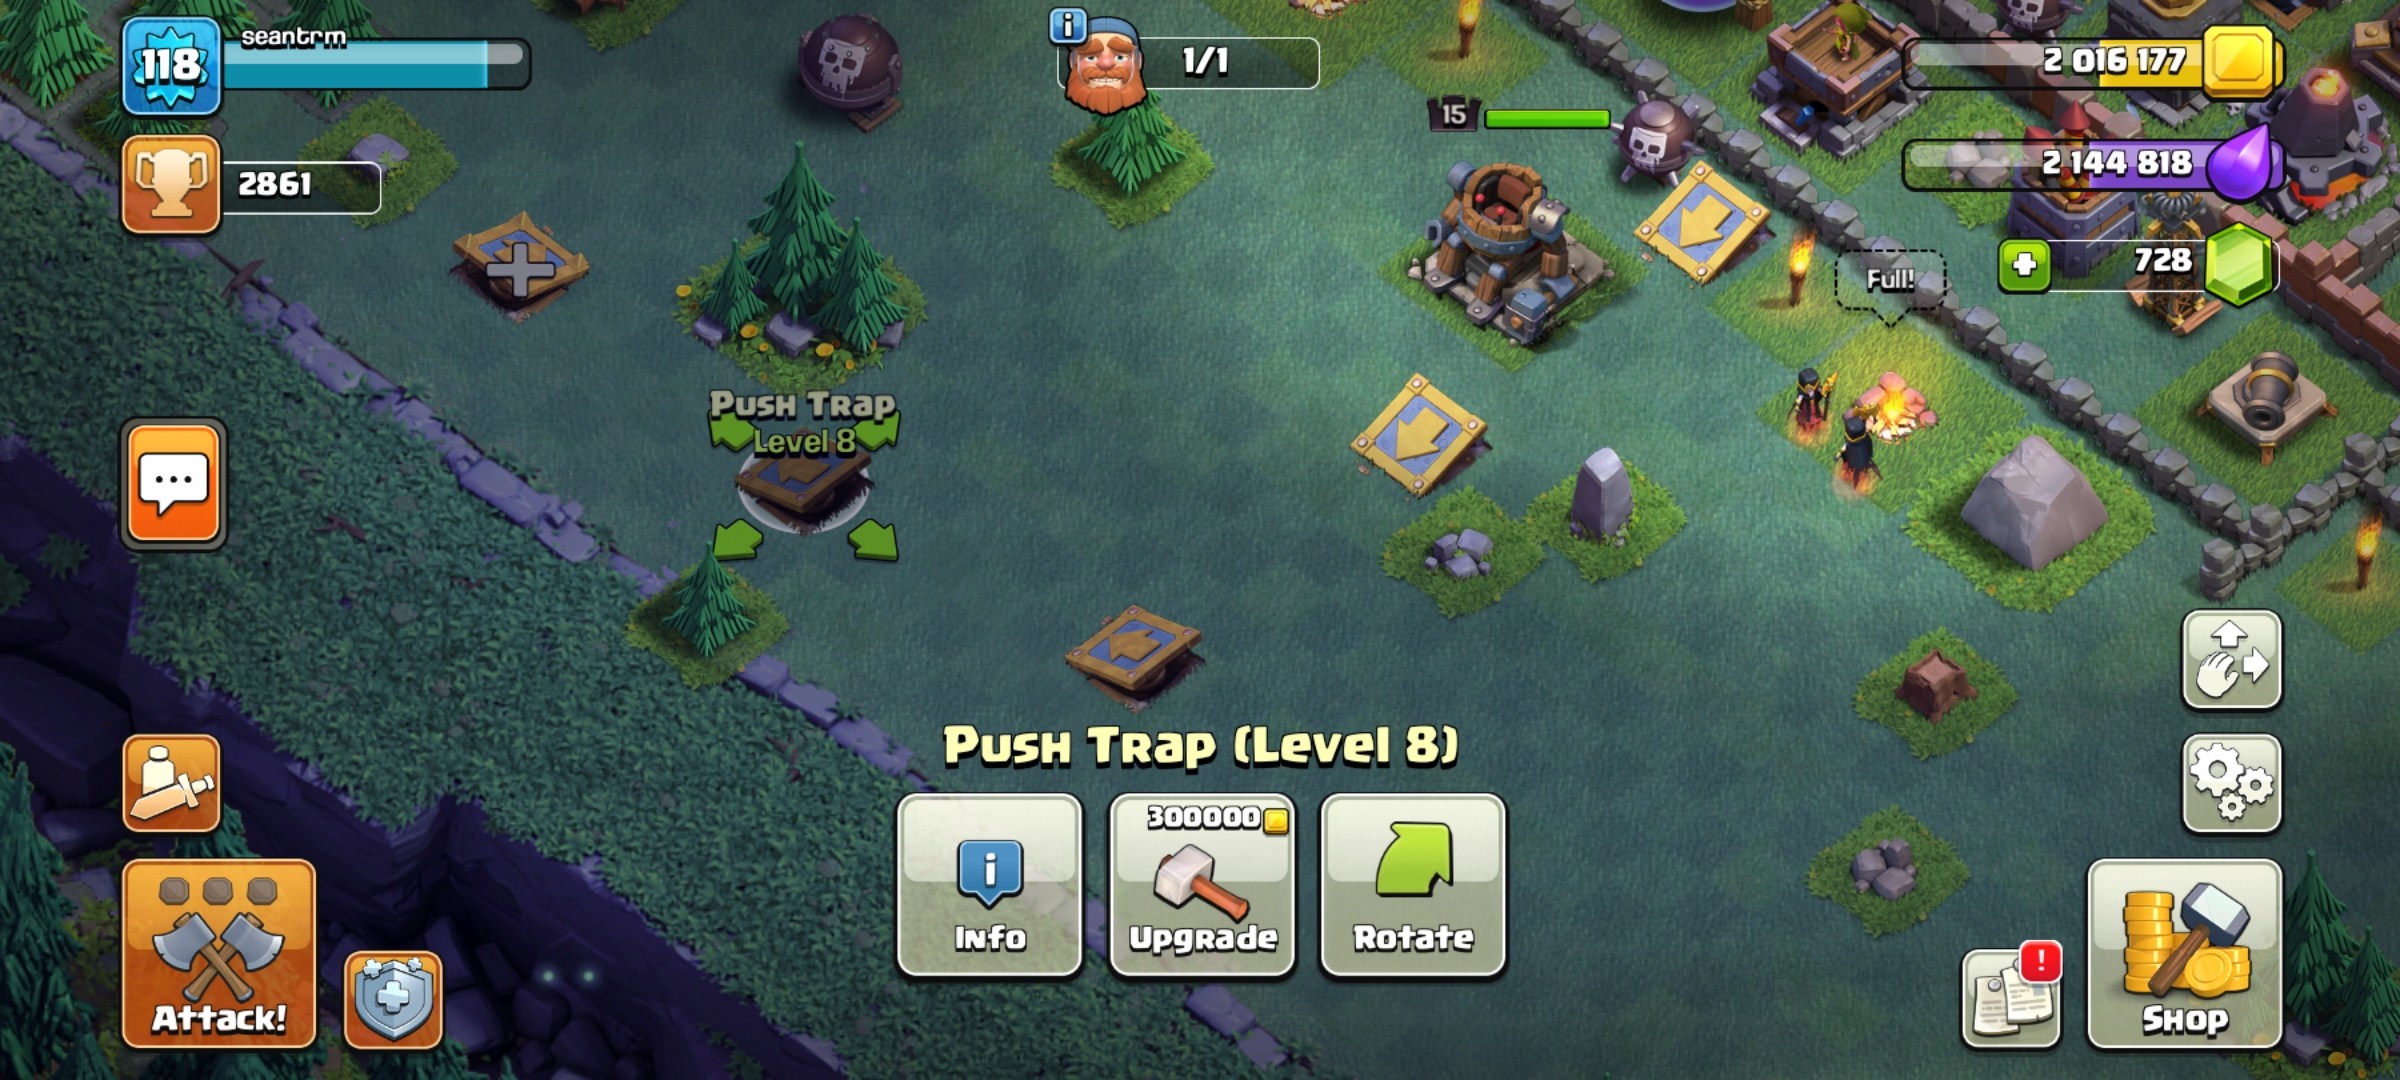 118
seantrm
1/1
2 016 177
15
2 144 818
2861
728
Full!
Push Trap
Level 8
Push Trap (Level 8)
300000
Info
Upgrade
Rotate
Attack!
!
Shop